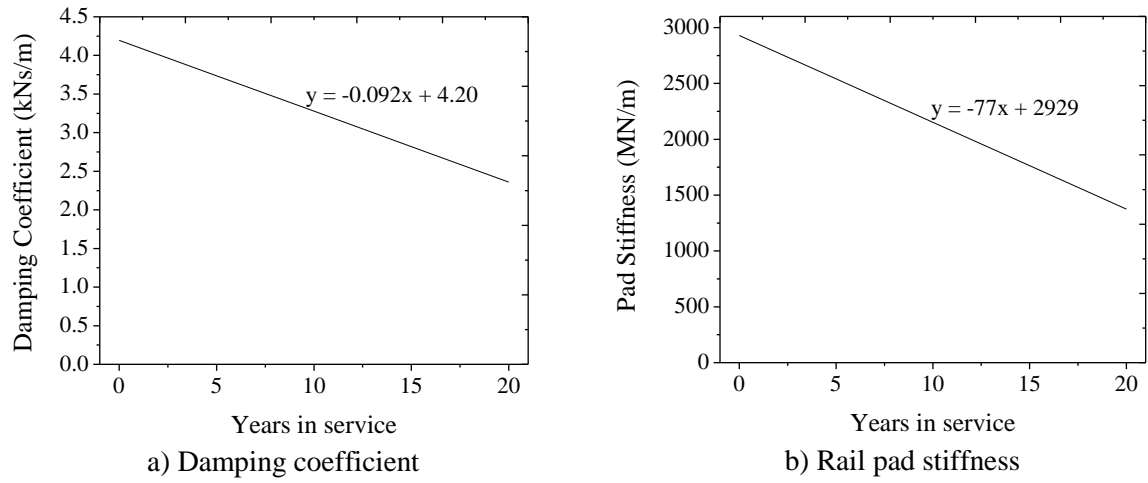 4.5
4.0
3.5
3.0
2.5
2.0
1.5
1.0
0.5
0.0
Damping Coefficient (kNs/m)
y = -0.092x + 4.20
0 5 10 15 20
Years in service
a) Damping coefficient
3000
2500
2000
1500
1000
500
0
Pad Stiffness (MN/m)
y = -77x + 2929
0 5 10 15 20
Years in service
b) Rail pad stiffness